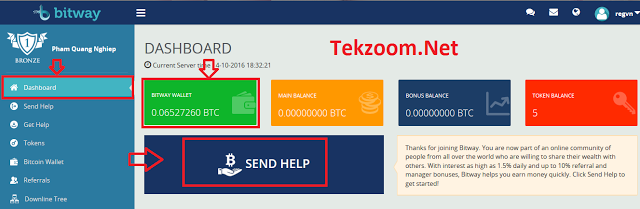 bitway
regvn
1
BRONZE
Pham Quang Nghiep
Dashboard
Send Help
Get Help
Tokens
Bitcoin Wallet
Referrals
Downline Tree
DASHBOARD
Tekzoom.Net
Current Server time 14-10-2016 18:32:21
BITWAY WALLET
0.06527260 BTC
MAIN BALANCE
0.00000000 BTC
BONUS BALANCE
0.00000000 BTC
TOKEN BALANCE
5
SEND HELP
Thanks for joining Bitway. You are now part of an online community of
people from all over the world who are willing to share their wealth with
others. With interest as high as 1.5% daily and up to 10% referral and
manager bonuses, Bitway helps you earn money quickly. Click Send Help to
get started!